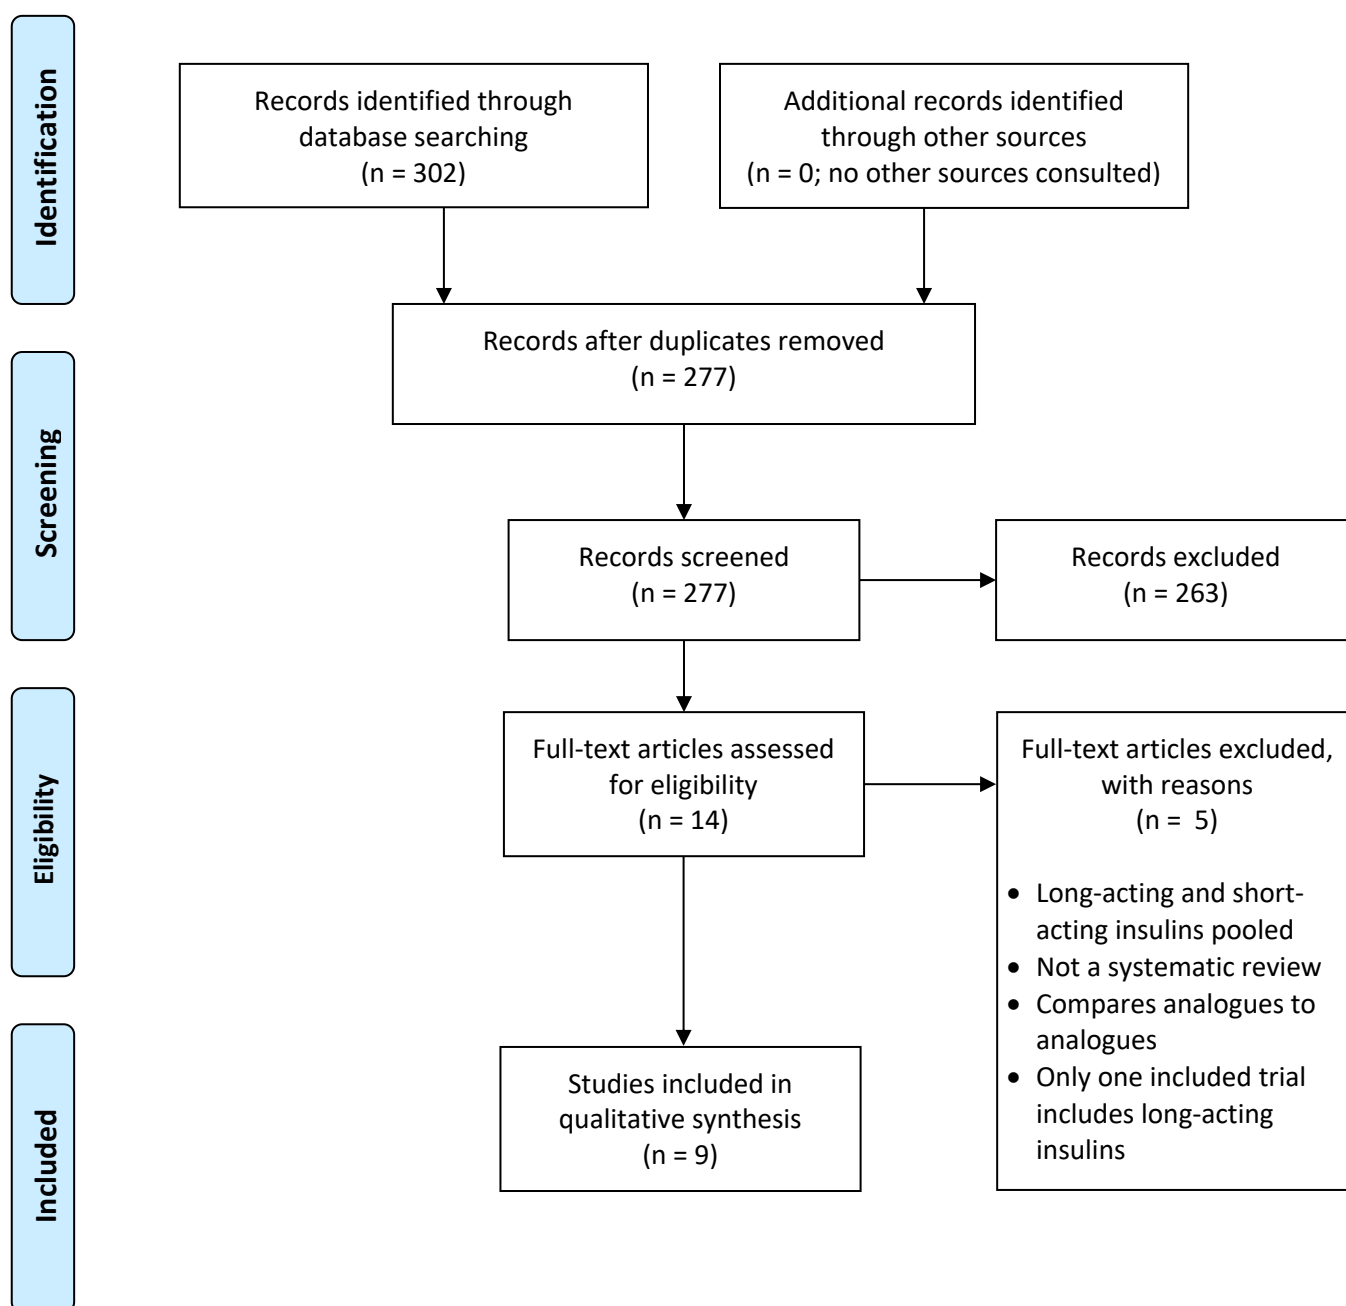 Identification
Records identified through
database searching
(n = 302)
Additional records identified
through other sources
(n = 0; no other sources consulted)
Records after duplicates removed
(n = 277)
Screening
Records screened
(n = 277)
Records excluded
(n = 263)
Eligibility
Full-text articles assessed
for eligibility
(n = 14)
Full-text articles excluded,
with reasons
(n =  5)
• Long-acting and short-
acting insulins pooled
• Not a systematic review
• Compares analogues to
analogues
• Only one included trial
includes long-acting
insulins
Included
Studies included in
qualitative synthesis
(n = 9)